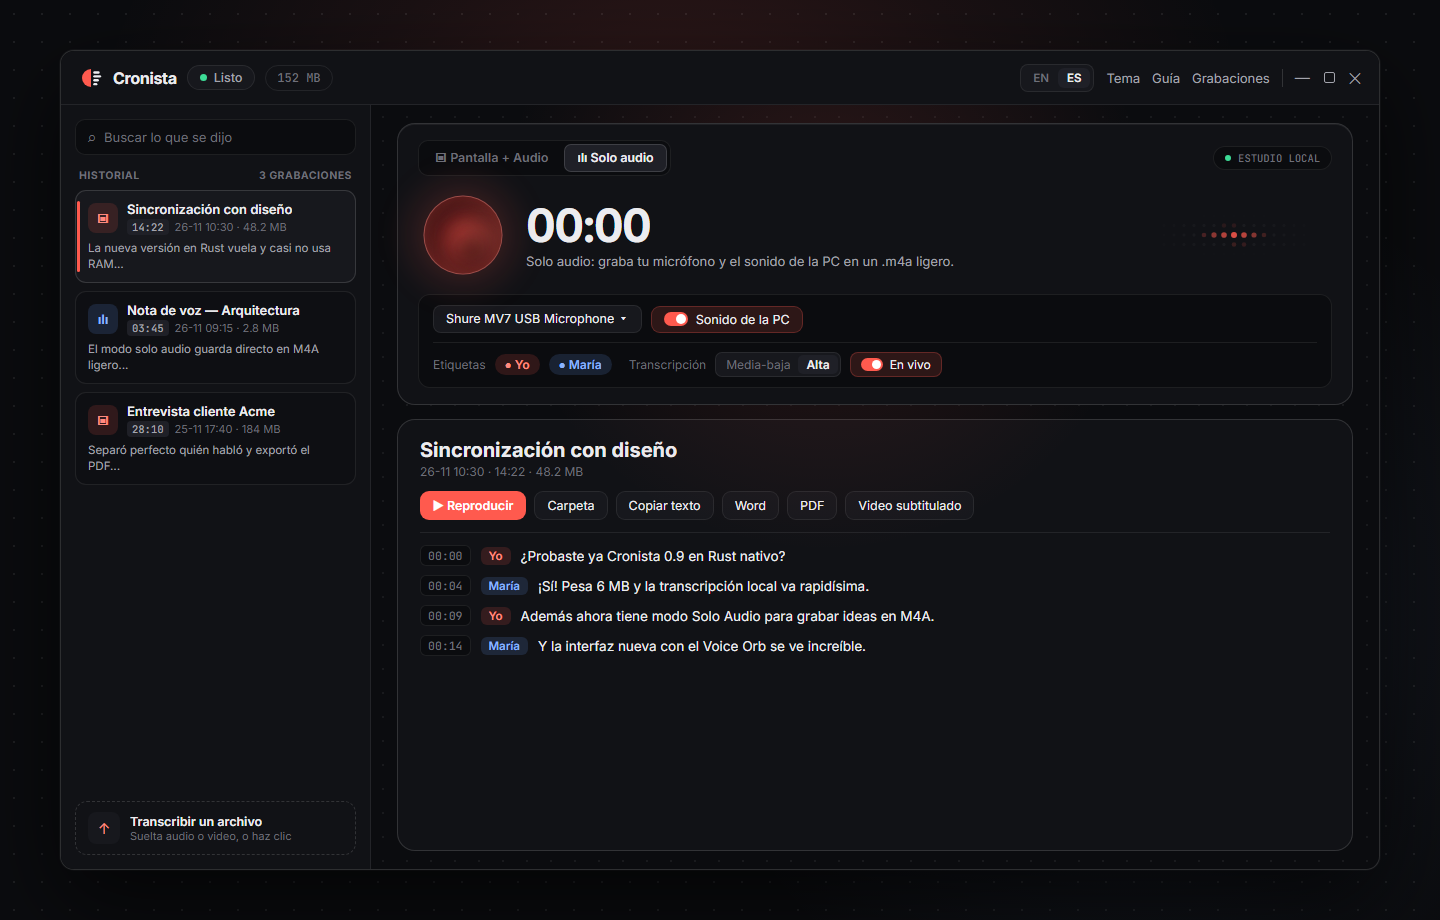 Cronista
Listo
152 MB
EN ES
Tema
Guía
Grabaciones
Buscar lo que se dijo
HISTORIAL
3 GRABACIONES
Sincronización con diseño
14:22 26-11 10:30 · 48.2 MB
La nueva versión en Rust vuela y casi no usa
RAM...
Nota de voz — Arquitectura
03:45 26-11 09:15 · 2.8 MB
El modo solo audio guarda directo en M4A
ligero...
Entrevista cliente Acme
28:10 25-11 17:40 · 184 MB
Separó perfecto quién habló y exportó el
PDF...
Transcribir un archivo
Suelta audio o video, o haz clic
Pantalla + Audio
Solo audio
ESTUDIO LOCAL
00:00
Solo audio: graba tu micrófono y el sonido de la PC en un .m4a ligero.
Shure MV7 USB Microphone
Sonido de la PC
Etiquetas
Yo
María
Transcripción
Media-baja
Alta
En vivo
Sincronización con diseño
26-11 10:30 · 14:22 · 48.2 MB
Reproducir
Carpeta
Copiar texto
Word
PDF
Video subtitulado
00:00 Yo ¿Probaste ya Cronista 0.9 en Rust nativo?
00:04 María ¡Sí! Pesa 6 MB y la transcripción local va rapidísima.
00:09 Yo Además ahora tiene modo Solo Audio para grabar ideas en M4A.
00:14 María Y la interfaz nueva con el Voice Orb se ve increíble.